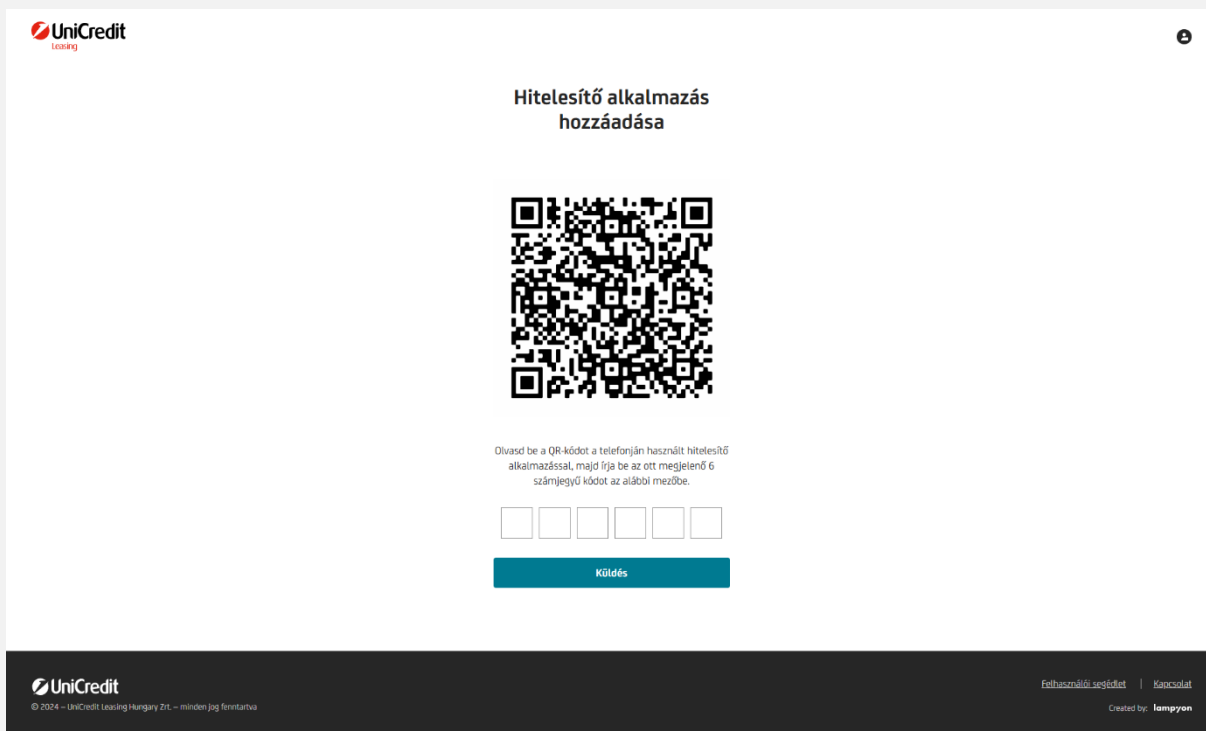 UniCredit
Leasing
Hitelesítő alkalmazás
hozzáadása
Olvasd be a QR-kódot a telefonján használt hitelesítő
alkalmazással, majd írja be az ott megjelenő 6
számjegyű kódot az alábbi mezőbe.
Küldés
UniCredit
© 2024 – UniCredit Leasing Hungary Zrt. – minden jog fenntartva
Felhasználói segédlet | Kapcsolat
Created by: lampyon